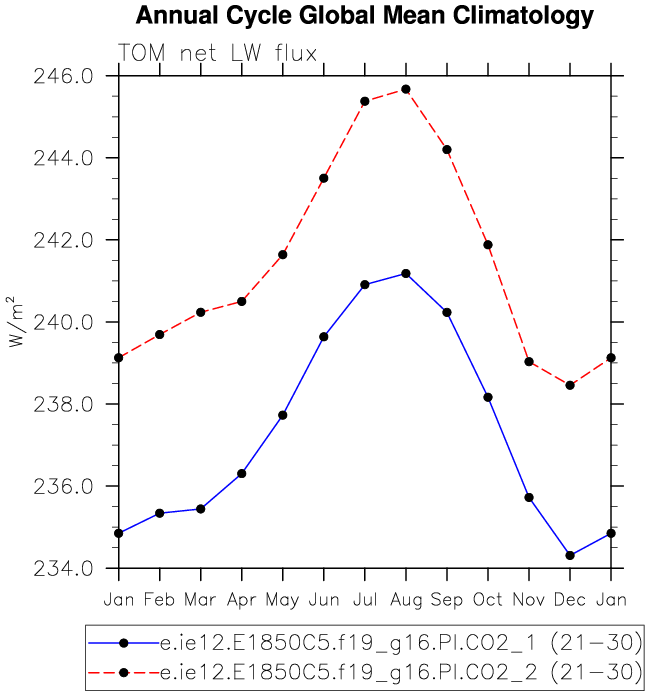 Annual Cycle Global Mean Climatology
TOM net LW flux
246.0
244.0
242.0
240.0
238.0
236.0
234.0
W/m²
Jan Feb Mar Apr May Jun Jul Aug Sep Oct Nov Dec Jan
e.ie12.E1850C5.f19_g16.PI.CO2_1 (21-30)
e.ie12.E1850C5.f19_g16.PI.CO2_2 (21-30)